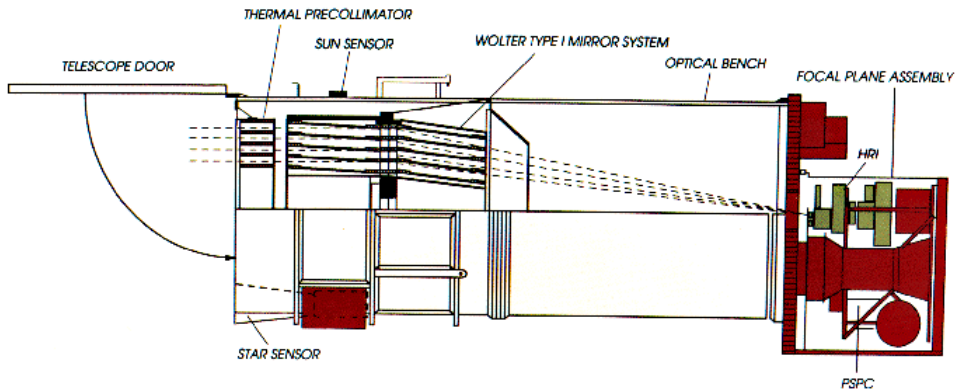 THERMAL PRECOLLIMATOR
SUN SENSOR
WOLTER TYPE I MIRROR SYSTEM
TELESCOPE DOOR
OPTICAL BENCH
FOCAL PLANE ASSEMBLY
HRI
STAR SENSOR
PSPC